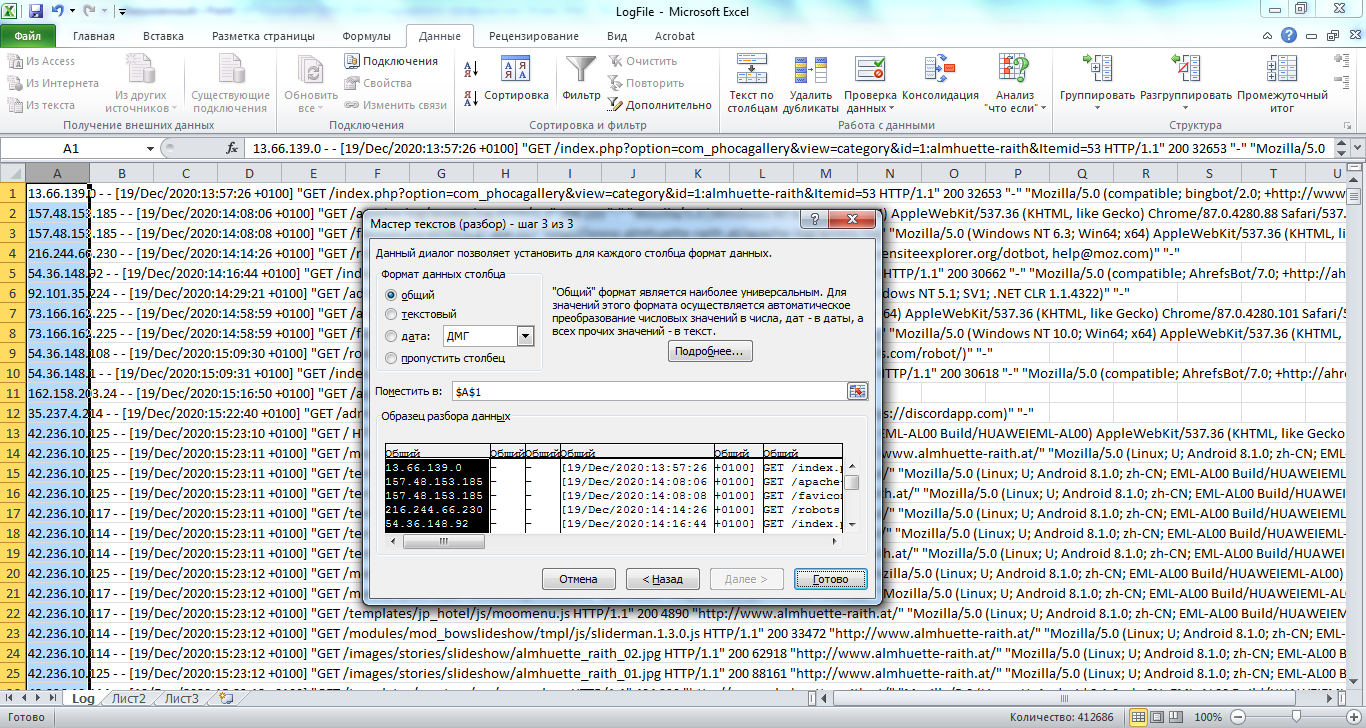 LogFile - Microsoft Excel
Файл Главная Вставка Разметка страницы Формулы Данные Рецензирование Вид Acrobat
Из Access
Из Интернета
Из текста
Из других источников
Существующие подключения
Обновить все
Подключения
Свойства
Изменить связи
Сортировка
Фильтр
Очистить
Повторить
Дополнительно
Текст по столбцам
Удалить дубликаты
Проверка данных
Консолидация
Анализ "что если"
Группировать
Разгруппировать
Промежуточный итог
Получение внешних данных Подключения Сортировка и фильтр Работа с данными Структура
A1 fx 13.66.139.0 - - [19/Dec/2020:13:57:26 +0100] "GET /index.php?option=com_phocagallery&view=category&id=1:almhuette-raith&Itemid=53 HTTP/1.1" 200 32653 "-" "Mozilla/5.0
A B C D E F G H I J K L M N O P Q R S T U
1 13.66.139.0 - - [19/Dec/2020:13:57:26 +0100] "GET /index.php?option=com_phocagallery&view=category&id=1:almhuette-raith&Itemid=53 HTTP/1.1" 200 32653 "-" "Mozilla/5.0 (compatible; bingbot/2.0; +http://www
2 157.48.153.185 - - [19/Dec/2020:14:08:06 +0100] "GET /a AppleWebKit/537.36 (KHTML, like Gecko) Chrome/87.0.4280.88 Safari/537.
3 157.48.153.185 - - [19/Dec/2020:14:08:08 +0100] "GET /f "Mozilla/5.0 (Windows NT 6.3; Win64; x64) AppleWebKit/537.36 (KHTML, li
4 216.244.66.230 - - [19/Dec/2020:14:14:26 +0100] "GET /ro ensiteexplorer.org/dotbot, help@moz.com)" "-"
5 54.36.148.92 - - [19/Dec/2020:14:16:44 +0100] "GET /ind HTTP/1.1" 200 30662 "-" "Mozilla/5.0 (compatible; AhrefsBot/7.0; +http://ah
6 92.101.35.224 - - [19/Dec/2020:14:29:21 +0100] "GET /ad ows NT 5.1; SV1; .NET CLR 1.1.4322)" "-"
7 73.166.162.225 - - [19/Dec/2020:14:58:59 +0100] "GET /a 64) AppleWebKit/537.36 (KHTML, like Gecko) Chrome/87.0.4280.101 Safari/5
8 73.166.162.225 - - [19/Dec/2020:14:58:59 +0100] "GET /f "Mozilla/5.0 (Windows NT 10.0; Win64; x64) AppleWebKit/537.36 (KHTML,
9 54.36.148.108 - - [19/Dec/2020:15:09:30 +0100] "GET /ro s.com/robot/)" "-"
10 54.36.148.1 - - [19/Dec/2020:15:09:31 +0100] "GET /inde HTTP/1.1" 200 30618 "-" "Mozilla/5.0 (compatible; AhrefsBot/7.0; +http://ahre
11 162.158.203.24 - - [19/Dec/2020:15:16:50 +0100] "GET /a
12 35.237.4.214 - - [19/Dec/2020:15:22:40 +0100] "GET /adm s://discordapp.com)" "-"
13 42.236.10.125 - - [19/Dec/2020:15:23:10 +0100] "GET / H EML-AL00 Build/HUAWEIEML-AL00) AppleWebKit/537.36 (KHTML, like Gecko
14 42.236.10.125 - - [19/Dec/2020:15:23:11 +0100] "GET /m w.almhuette-raith.at/" "Mozilla/5.0 (Linux; U; Android 8.1.0; zh-CN; EML-
15 42.236.10.125 - - [19/Dec/2020:15:23:11 +0100] "GET /te "Mozilla/5.0 (Linux; U; Android 8.1.0; zh-CN; EML-AL00 Build/HUAWEIEML
16 42.236.10.125 - - [19/Dec/2020:15:23:11 +0100] "GET /te h.at/" "Mozilla/5.0 (Linux; U; Android 8.1.0; zh-CN; EML-AL00 Build/HUAW
17 42.236.10.117 - - [19/Dec/2020:15:23:11 +0100] "GET /te "Mozilla/5.0 (Linux; U; Android 8.1.0; zh-CN; EML-AL00 Build/HUAWEIEM
18 42.236.10.114 - - [19/Dec/2020:15:23:11 +0100] "GET /te "Mozilla/5.0 (Linux; U; Android 8.1.0; zh-CN; EML-AL00 Build/HUAWEIEM
19 42.236.10.114 - - [19/Dec/2020:15:23:11 +0100] "GET /te "Mozilla/5.0 (Linux; U; Android 8.1.0; zh-CN; EML-AL00 Build/HUAWE
20 42.236.10.114 - - [19/Dec/2020:15:23:12 +0100] "GET /m "Mozilla/5.0 (Linux; U; Android 8.1.0; zh-CN; EML-AL00 Build/HUAWEIEML-AL00)
21 42.236.10.125 - - [19/Dec/2020:15:23:12 +0100] "GET /m "Mozilla/5.0 (Linux; U; Android 8.1.0; zh-CN; EML-AL00 Build/HUAWEIE
22 42.236.10.117 - - [19/Dec/2020:15:23:12 +0100] "GET /templates/jp_hotel/js/moomenu.js HTTP/1.1" 200 4890 "http://www.almhuette-raith.at/" "Mozilla/5.0 (Linux; U; Android 8.1.0; zh-CN; EML-AL00 Build/HUAWEIEM
23 42.236.10.114 - - [19/Dec/2020:15:23:12 +0100] "GET /modules/mod_bowslideshow/tmpl/js/sliderman.1.3.0.js HTTP/1.1" 200 33472 "http://www.almhuette-raith.at/" "Mozilla/5.0 (Linux; U; Android 8.1.0; zh-CN; EML
24 42.236.10.114 - - [19/Dec/2020:15:23:12 +0100] "GET /images/stories/slideshow/almhuette_raith_02.jpg HTTP/1.1" 200 62918 "http://www.almhuette-raith.at/" "Mozilla/5.0 (Linux; U; Android 8.1.0; zh-CN; EML-AL
25 42.236.10.125 - - [19/Dec/2020:15:23:12 +0100] "GET /images/stories/slideshow/almhuette_raith_01.jpg HTTP/1.1" 200 88161 "http://www.almhuette-raith.at/" "Mozilla/5.0 (Linux; U; Android 8.1.0; zh-CN; EML-AL
Мастер текстов (разбор) - шаг 3 из 3
Данный диалог позволяет установить для каждого столбца формат данных.
Формат данных столбца
общий
текстовый
дата: ДМГ
пропустить столбец
"Общий" формат является наиболее универсальным. Для
значений этого формата осуществляется автоматическое
преобразование числовых значений в числа, дат - в даты, а
всех прочих значений - в текст.
Подробнее...
Поместить в: $A$1
Образец разбора данных
Общий Общий Общий Общий Общий Общий
13.66.139.0 - - [19/Dec/2020:13:57:26 +0100] GET /index.p
157.48.153.185 - - [19/Dec/2020:14:08:06 +0100] GET /apache-
157.48.153.185 - - [19/Dec/2020:14:08:08 +0100] GET /favicon
216.244.66.230 - - [19/Dec/2020:14:14:26 +0100] GET /robots
54.36.148.92 - - [19/Dec/2020:14:16:44 +0100] GET /index.p
Отмена < Назад Далее > Готово
Log Лист2 Лист3
Готово Количество: 412686 100%